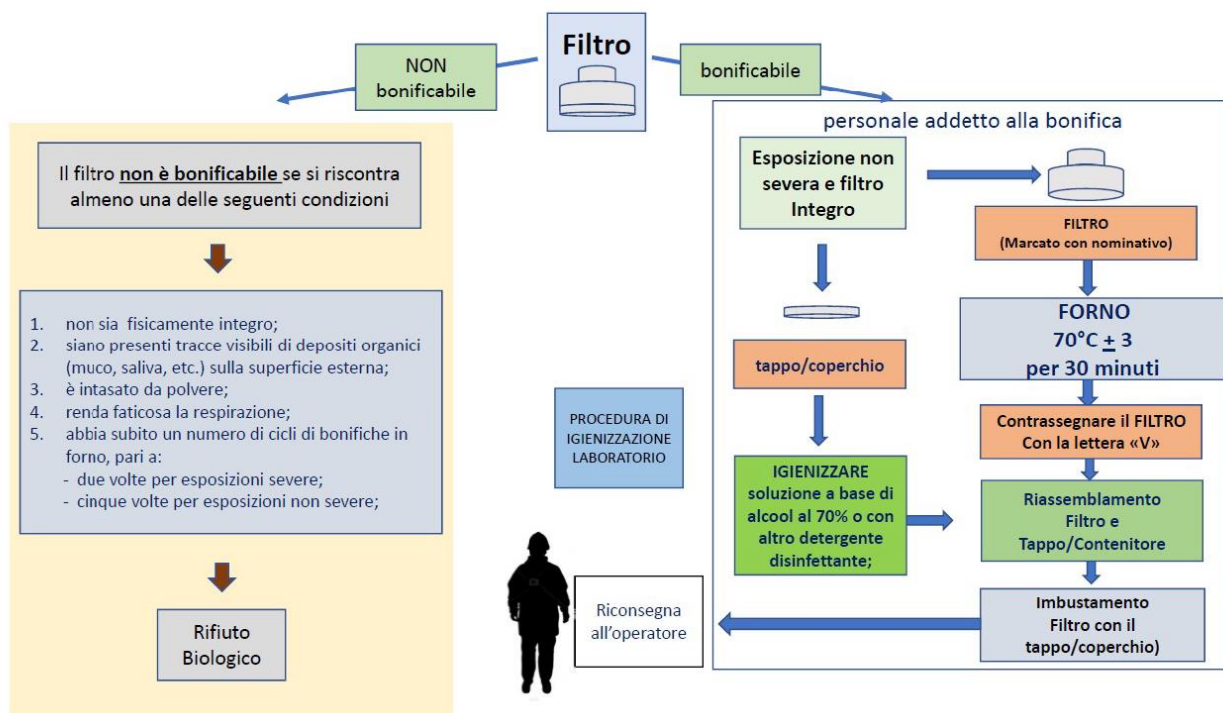 Filtro
NON
bonificabile
bonificabile
Il filtro non è bonificabile se si riscontra
almeno una delle seguenti condizioni
1. non sia fisicamente integro;
2. siano presenti tracce visibili di depositi organici
(muco, saliva, etc.) sulla superficie esterna;
3. è intasato da polvere;
4. renda faticosa la respirazione;
5. abbia subito un numero di cicli di bonifiche in
forno, pari a:
- due volte per esposizioni severe;
- cinque volte per esposizioni non severe;
Rifiuto
Biologico
PROCEDURA DI
IGIENIZZAZIONE
LABORATORIO
personale addetto alla bonifica
Esposizione non
severa e filtro
Integro
tappo/coperchio
IGIENIZZARE
soluzione a base di
alcool al 70% o con
altro detergente
disinfettante;
FILTRO
(Marcato con nominativo)
FORNO
70°C ± 3
per 30 minuti
Contrassegnare il FILTRO
Con la lettera «V»
Riassemblamento
Filtro e
Tappo/Contenitore
Imbustamento
Filtro con il
tappo/coperchio)
Riconsegna
all'operatore